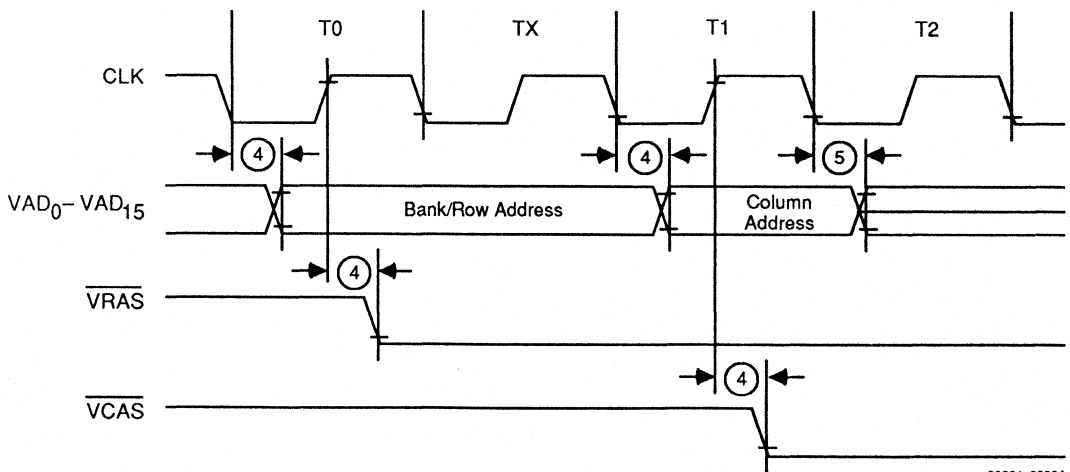 T0 TX T1 T2
CLK
4 4 5
VAD0–VAD15 Bank/Row Address Column Address
4
VRAS
4
VCAS